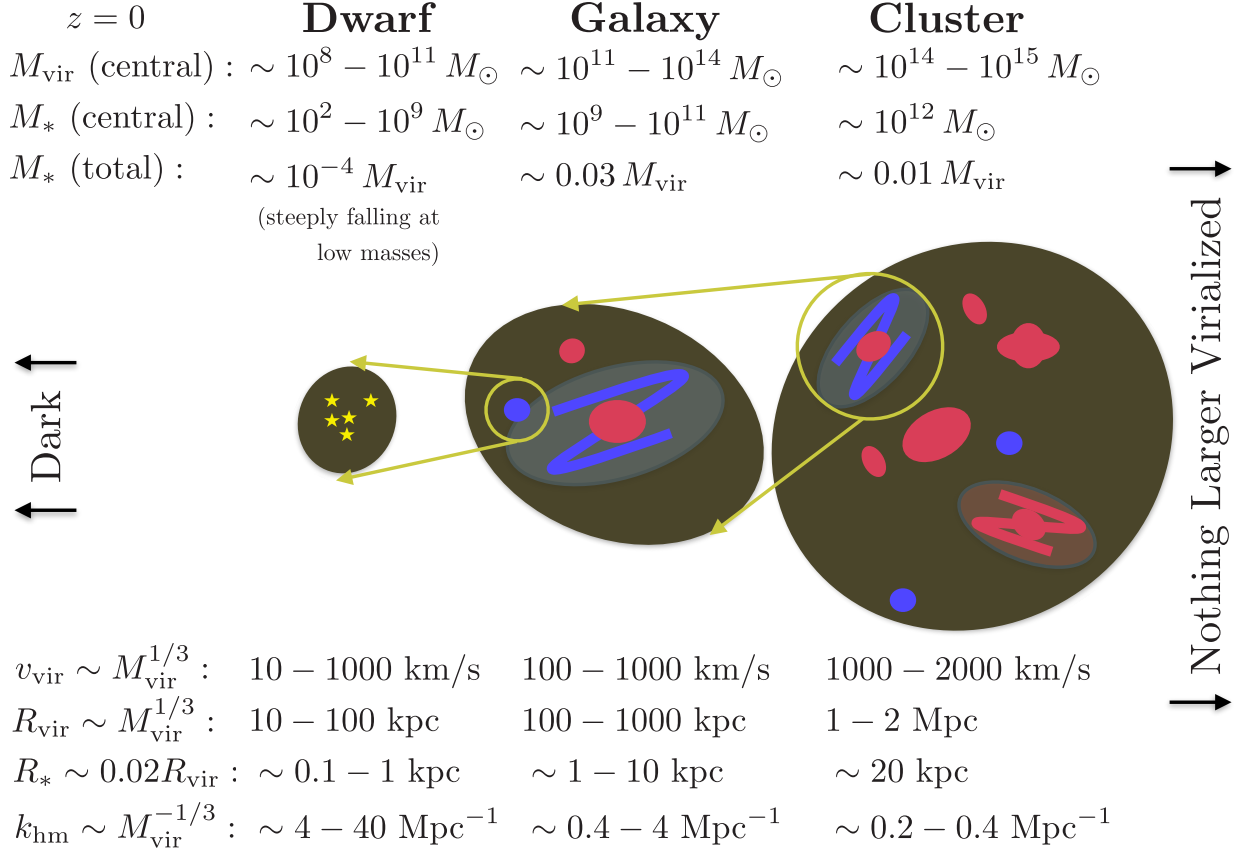 z = 0 Dwarf Galaxy Cluster
M_vir (central) : ∼ 10^8 − 10^11 M_⊙ ∼ 10^11 − 10^14 M_⊙ ∼ 10^14 − 10^15 M_⊙
M_* (central) : ∼ 10^2 − 10^9 M_⊙ ∼ 10^9 − 10^11 M_⊙ ∼ 10^12 M_⊙
M_* (total) : ∼ 10^−4 M_vir ∼ 0.03 M_vir ∼ 0.01 M_vir
(steeply falling at
low masses)
Dark
Nothing Larger Virialized
v_vir ∼ M_vir^1/3 : 10 − 1000 km/s 100 − 1000 km/s 1000 − 2000 km/s
R_vir ∼ M_vir^1/3 : 10 − 100 kpc 100 − 1000 kpc 1 − 2 Mpc
R_* ∼ 0.02R_vir : ∼ 0.1 − 1 kpc ∼ 1 − 10 kpc ∼ 20 kpc
k_hm ∼ M_vir^−1/3 : ∼ 4 − 40 Mpc^−1 ∼ 0.4 − 4 Mpc^−1 ∼ 0.2 − 0.4 Mpc^−1